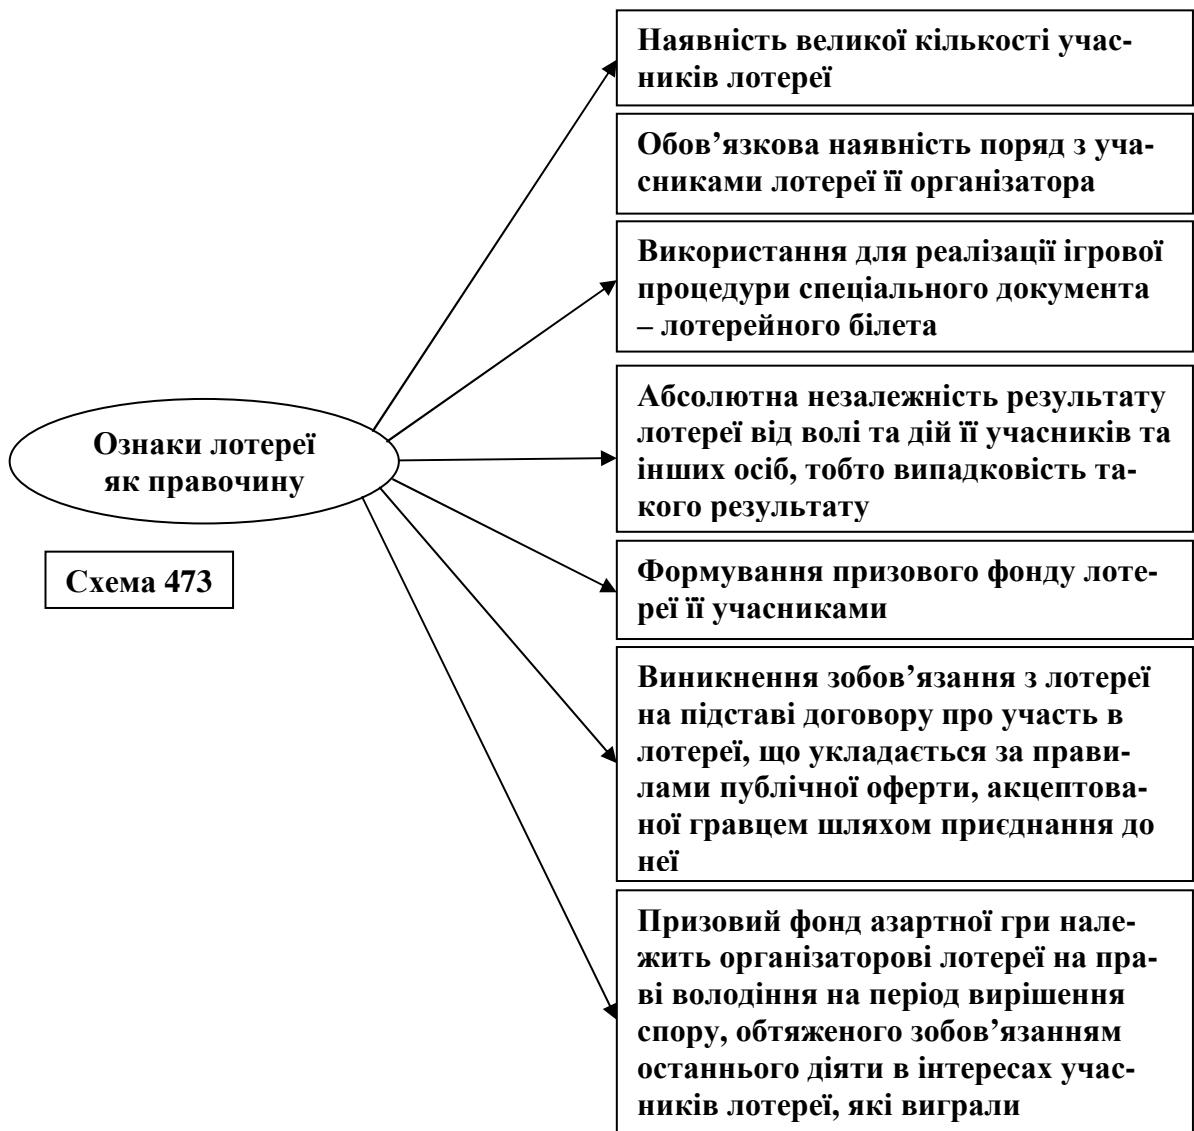 Наявність великої кількості учас-
ників лотереї
Обов’язкова наявність поряд з уча-
сниками лотереї її організатора
Використання для реалізації ігрової
процедури спеціального документа
– лотерейного білета
Абсолютна незалежність результату
лотереї від волі та дій її учасників та
інших осіб, тобто випадковість та-
кого результату
Ознаки лотереї
як правочину
Схема 473
Формування призового фонду лоте-
реї її учасниками
Виникнення зобов’язання з лотереї
на підставі договору про участь в
лотереї, що укладається за прави-
лами публічної оферти, акцептова-
ної гравцем шляхом приєднання до
неї
Призовий фонд азартної гри нале-
жить організаторові лотереї на пра-
ві володіння на період вирішення
спору, обтяженого зобов’язанням
останнього діяти в інтересах учас-
ників лотереї, які виграли